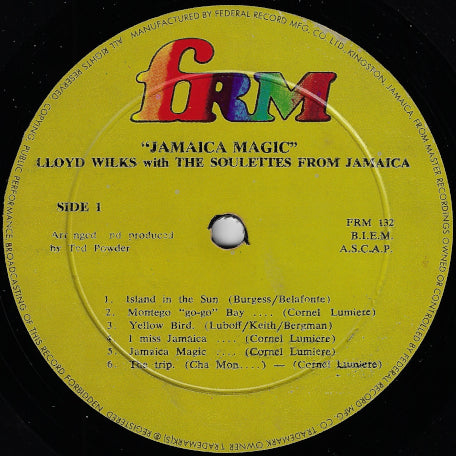 MANUFACTURED BY FEDERAL RECORD MFG. CO. LTD. KINGSTON, JAMAICA, FROM MASTER RECORDINGS OWNED OR CONTROLLED BY FEDERAL RECORD MFG CO. TRADEMARK OWNER TRADEMARK(S) REGISTERED
ALL RIGHTS RESERVED. COPYING, PUBLIC PERFORMANCE, BROADCASTING OF THIS RECORD FORBIDDEN
fRM
"JAMAICA MAGIC"
LLOYD WILKS with THE SOULETTES FROM JAMAICA
SIDE 1
FRM 132
Arranged and produced
B.I.E.M.
by Ted Powder
A.S.C.A.P.
1. Island in the Sun (Burgess/Belafonte)
2. Montego "go-go" Bay .... (Cornel Lumiere)
3. Yellow Bird. (Luboff/Keith/Bergman)
4. I miss Jamaica .... (Cornel Lumiere)
5. Jamaica Magic .... (Cornel Lumiere)
6. The trip. (Cha Mon....) — (Cornel Lumiere)